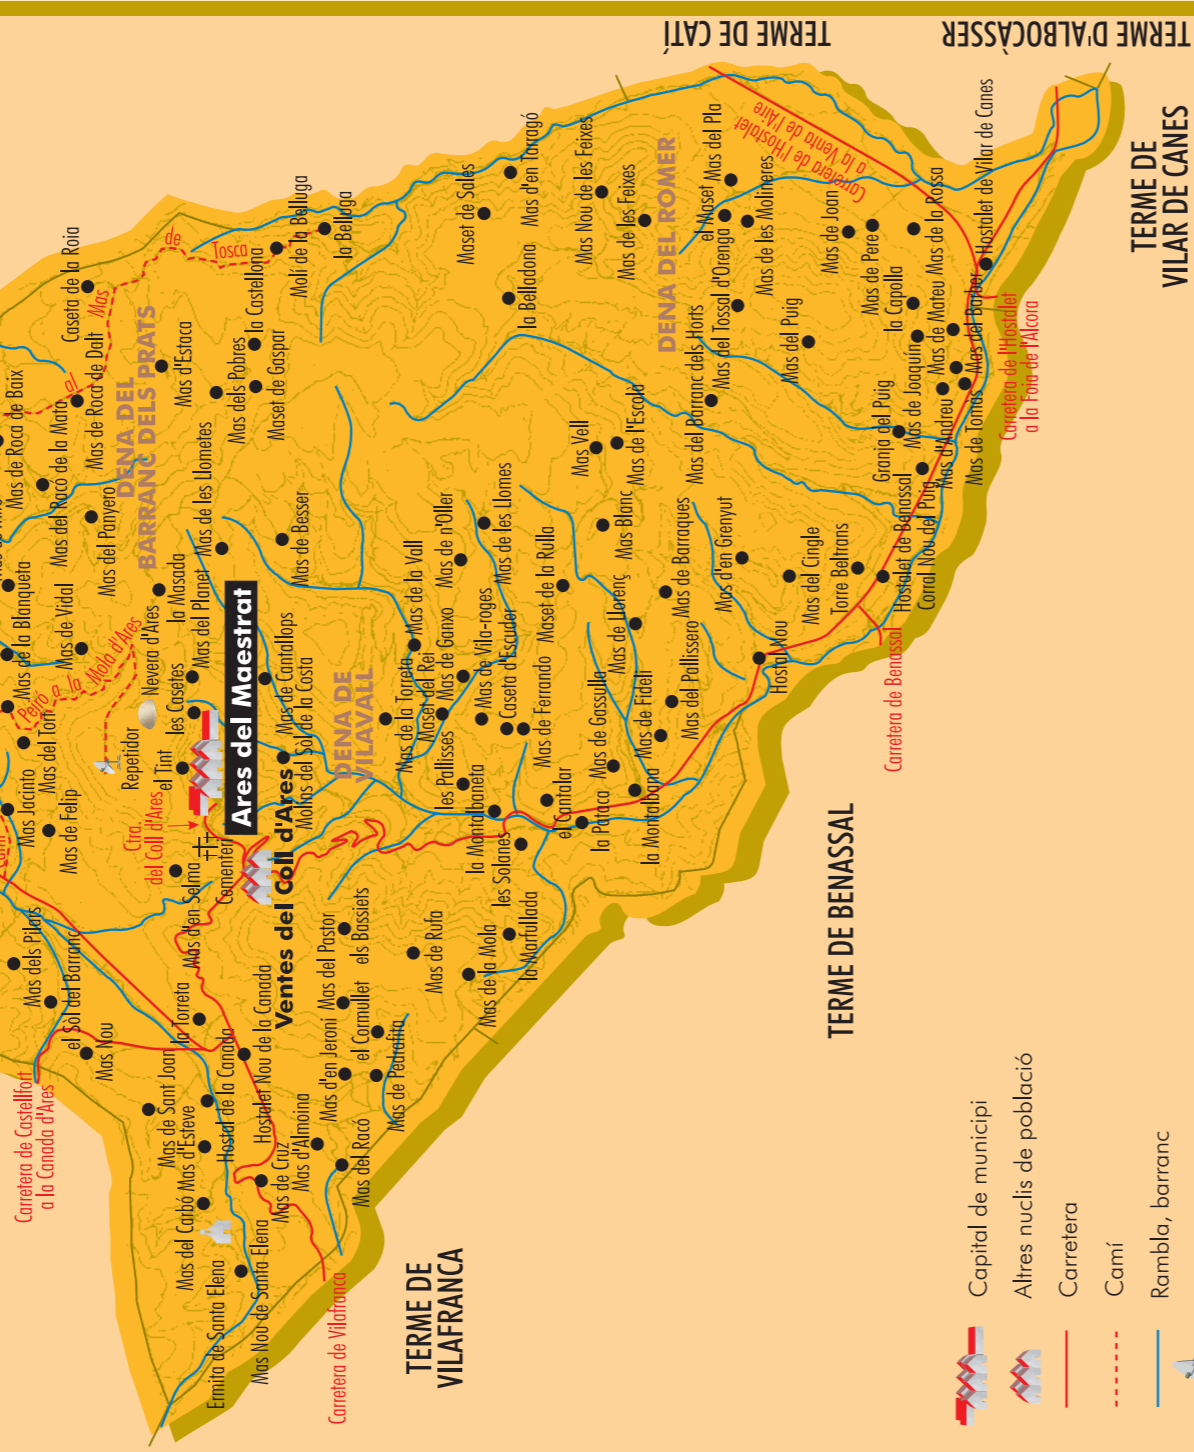 TERME DE CATÍ
TERME D'ALBOCÀSSER
TERME DE
VILAR DE CANES
TERME DE BENASSAL
TERME DE
VILAFRANCA
Ares del Maestrat
Ventes del Coll d'Ares
DENA DEL
BARRANC DELS PRATS
DENA DEL ROMER
DENA DE
VILAVALL
Carretera de Castellfort
a la Canada d'Ares
Carretera de Vilafranca
Carretera de Benassal
Carretera de l'Hostalet
a la Foia de l'Alcora
Carretera de l'Hostalet
a la Venta de l'Aire
Ctra.
del Coll d'Ares
Peiró a la Mola d'Ares
al
Mas
de
Tosca
Caseta de la Roia
Mas de Roca de Dalt
Mas de Roca de Baix
Mas del Racó de la Mata
Mas del Panyero
Mas de la Blanqueta
Mas de Vidal
Mas del Tort
Mas Jacinto
Mas de Felip
Mas dels Pilars
el Sòl del Barranc
Mas Nou
Mas d'Estaca
Mas dels Pobres
la Castellona
Maset de Gaspar
Molí de la Belluga
la Belluga
Mas de les Llometes
la Masada
Mas del Planet
Nevera d'Ares
les Casetes
Repetidor
el Tint
Mas d'en Selma
Mas de Besser
Mas de Cantallops
Molins del Sòl de la Costa
Maset de Sales
Mas d'en Tarragó
la Belladona
Mas Nou de les Feixes
Mas de les Feixes
el Maset
Mas del Pla
Mas de les Molineres
Mas del Tossal d'Orenga
Mas del Barranc dels Horts
Mas del Puig
Mas de Joan
Mas de Pere
la Capolla
Mas de la Rossa
Mas de Mateu
Hostalet de Vilar de Canes
Mas del Barber
Mas de Joaquín
Mas d'Andreu
Mas de Tomàs
Granja del Puig
Corral Nou del Puig
Hostalet de Benassal
Torre Beltrans
Mas del Cingle
Mas d'en Grenyut
Mas de Barraques
Hostal Nou
Mas Vell
Mas de l'Escola
Mas Blanc
Mas de Llorenç
Mas del Pallissero
Mas de Fideli
Mas de Gassulla
Maset de la Rulla
Mas de les Llomes
Mas de n'Oller
Mas de la Vall
Mas de Ganxo
Maset del Rei
Mas de la Torreta
Mas de Vila-roges
Caseta d'Escuder
Mas de Ferrando
les Pallisses
la Montalbaneta
les Solanes
el Cantalar
la Pataca
la Montalbana
la Marfullada
Mas de la Mola
Mas de Rufa
els Bassiets
Mas del Pastor
el Cormullet
Mas d'en Jeroni
Mas de Pedrafita
Mas del Racó
Mas d'Almoina
Mas de Cruz
Hostalet Nou de la Canada
Hostal de la Canada
la Torreta
Mas de Sant Joan
Mas d'Esteve
Mas del Carbó
Ermita de Santa Elena
Mas Nou de Santa Elena
Capital de municipi
Altres nuclis de població
Carretera
Camí
Rambla, barranc